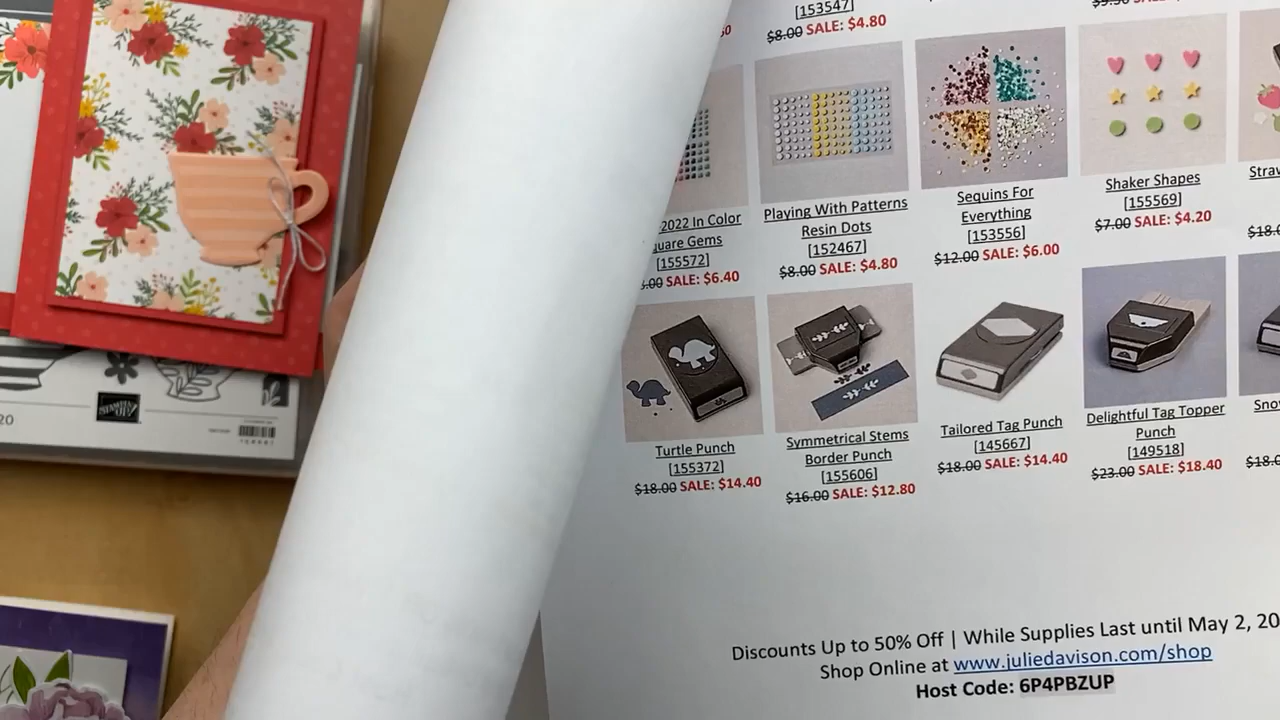 [153547]
$8.00 SALE: $4.80
2022 In Color
[155572]
SALE: $6.40
Playing With Patterns
Resin Dots
[152467]
$8.00 SALE: $4.80
Sequins For
Everything
[153556]
$12.00 SALE: $6.00
Shaker Shapes
[155569]
$7.00 SALE: $4.20
Turtle Punch
[155372]
$18.00 SALE: $14.40
Symmetrical Stems
Border Punch
[155606]
$16.00 SALE: $12.80
Tailored Tag Punch
[145667]
$18.00 SALE: $14.40
Delightful Tag Topper
Punch
[149518]
$23.00 SALE: $18.40
STAMPIN' UP!
Discounts Up to 50% Off | While Supplies Last until May 2, 20
Shop Online at www.juliedavison.com/shop
Host Code: 6P4PBZUP